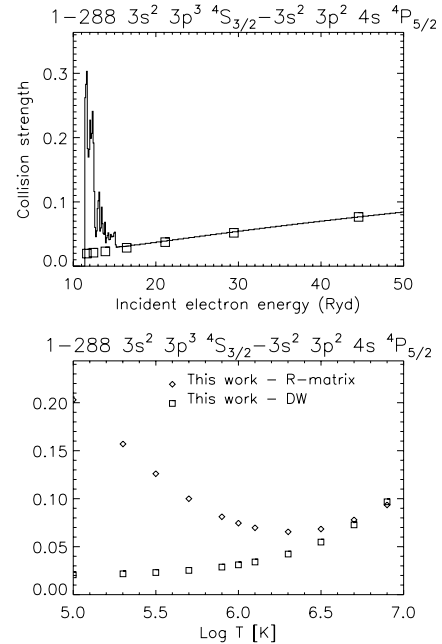 1-288 3s² 3p³ ⁴S₃/₂-3s² 3p² 4s ⁴P₅/₂
Collision strength
0.3
0.2
0.1
0.0
10 20 30 40 50
Incident electron energy (Ryd)
1-288 3s² 3p³ ⁴S₃/₂-3s² 3p² 4s ⁴P₅/₂
This work - R-matrix
This work - DW
0.20
0.15
0.10
0.05
0.00
5.0 5.5 6.0 6.5 7.0
Log T [K]